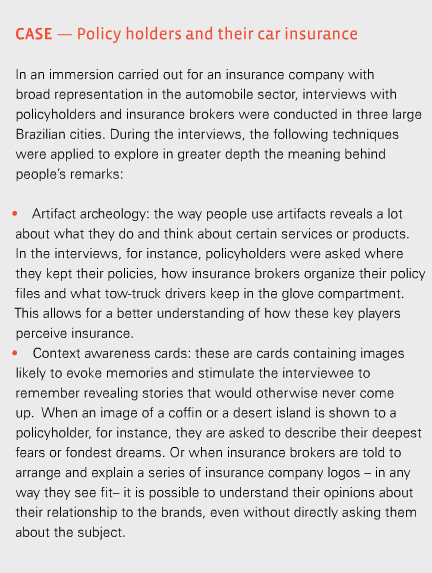 CASE — Policy holders and their car insurance
In an immersion carried out for an insurance company with
broad representation in the automobile sector, interviews with
policyholders and insurance brokers were conducted in three large
Brazilian cities. During the interviews, the following techniques
were applied to explore in greater depth the meaning behind
people's remarks:
• Artifact archeology: the way people use artifacts reveals a lot
about what they do and think about certain services or products.
In the interviews, for instance, policyholders were asked where
they kept their policies, how insurance brokers organize their policy
files and what tow-truck drivers keep in the glove compartment.
This allows for a better understanding of how these key players
perceive insurance.
• Context awareness cards: these are cards containing images
likely to evoke memories and stimulate the interviewee to
remember revealing stories that would otherwise never come
up. When an image of a coffin or a desert island is shown to a
policyholder, for instance, they are asked to describe their deepest
fears or fondest dreams. Or when insurance brokers are told to
arrange and explain a series of insurance company logos – in any
way they see fit– it is possible to understand their opinions about
their relationship to the brands, even without directly asking them
about the subject.